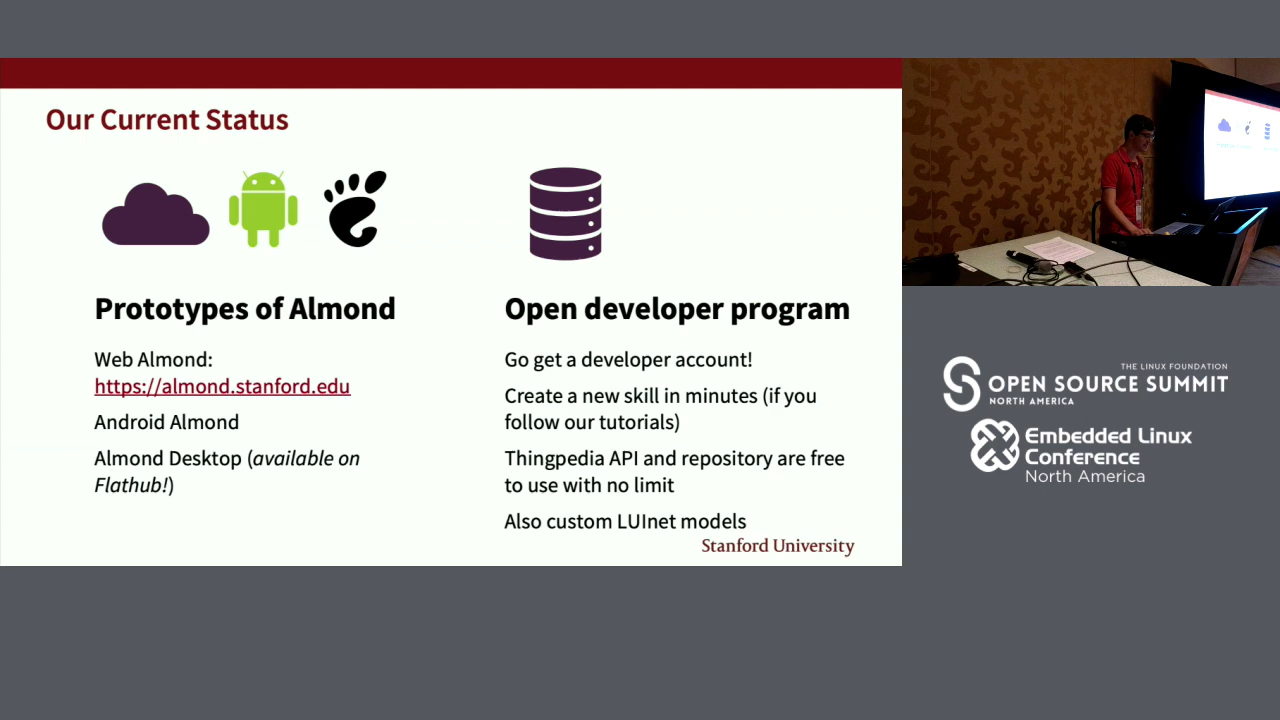 Our Current Status
Prototypes of Almond
Web Almond:
https://almond.stanford.edu
Android Almond
Almond Desktop (available on
Flathub!)
Open developer program
Go get a developer account!
Create a new skill in minutes (if you
follow our tutorials)
Thingpedia API and repository are free
to use with no limit
Also custom LUInet models
Stanford University
THE LINUX FOUNDATION
OPEN SOURCE SUMMIT
NORTH AMERICA
Embedded Linux
Conference
North America